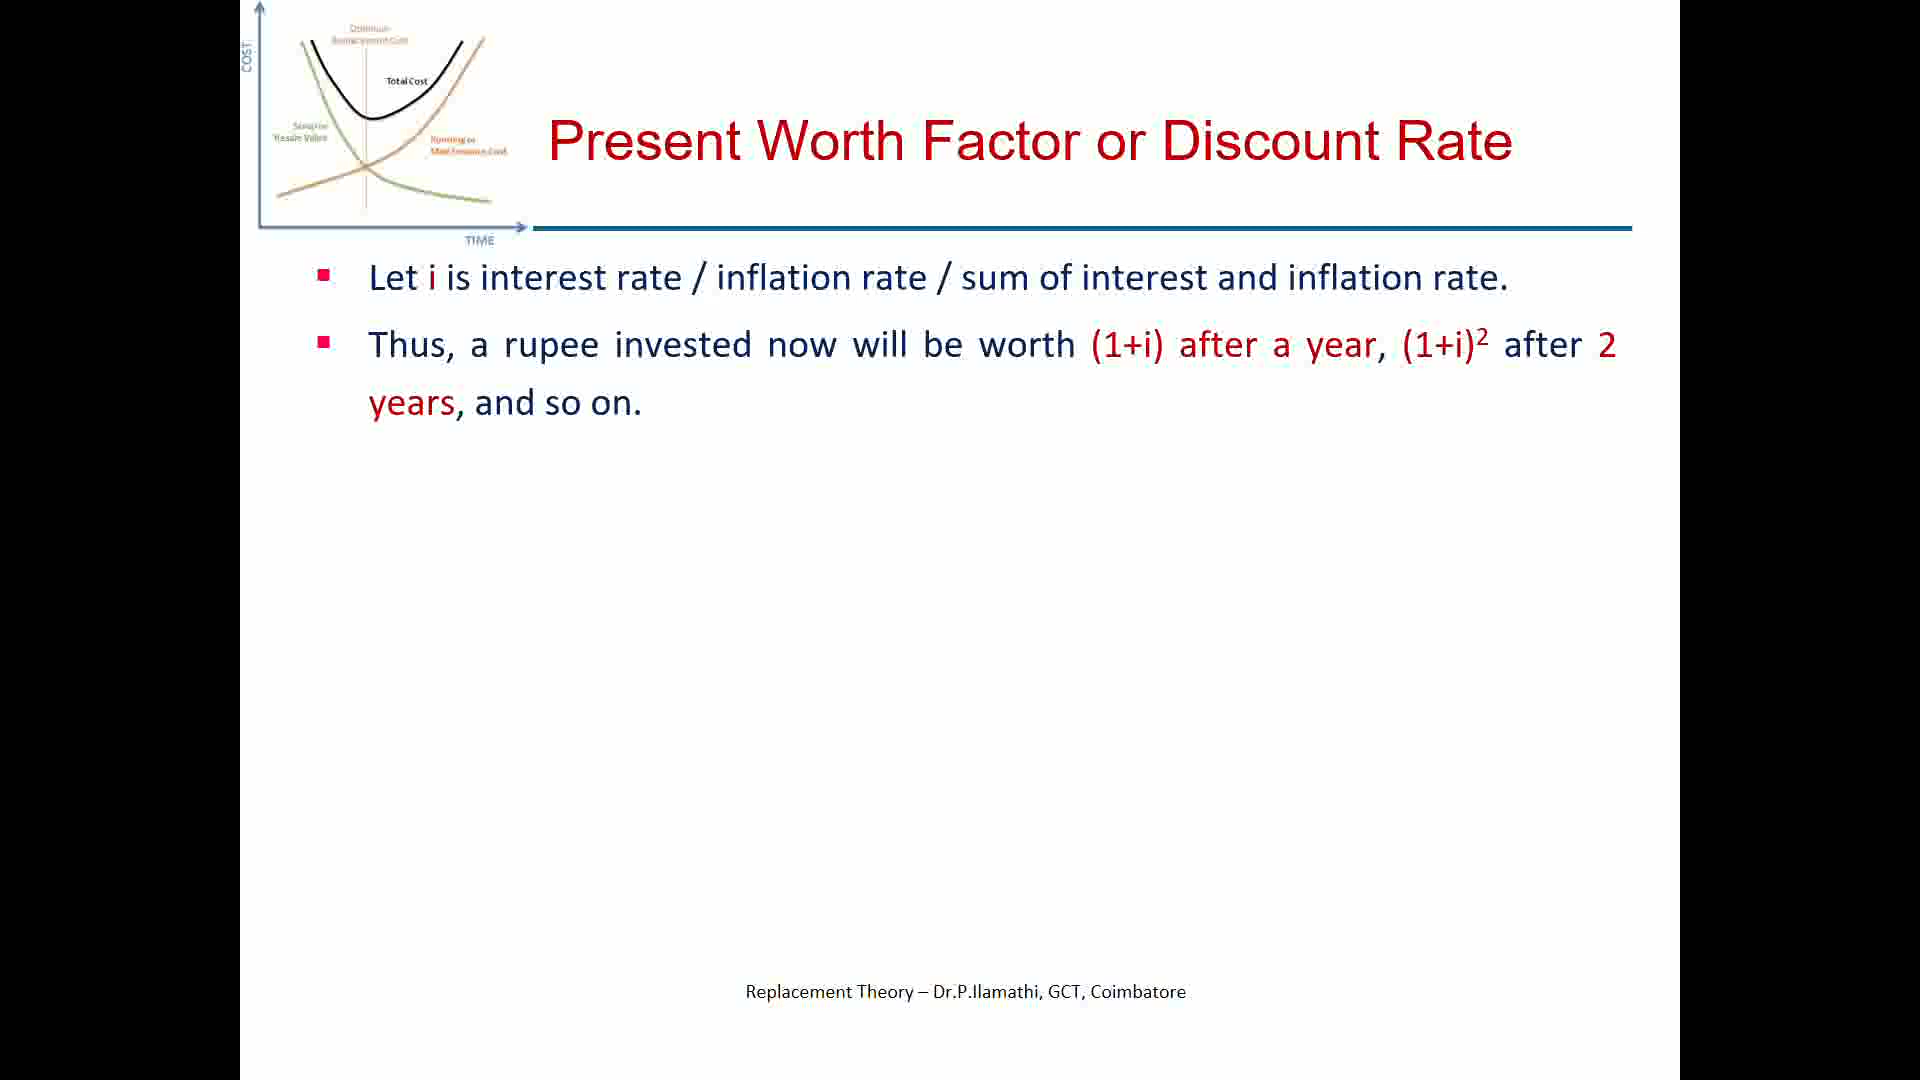 COST
Optimum
Replacement Cost
Total Cost
Scrap or
Resale Value
Running or
Maintenance Cost
TIME
Present Worth Factor or Discount Rate
Let i is interest rate / inflation rate / sum of interest and inflation rate.
Thus, a rupee invested now will be worth (1+i) after a year, (1+i)² after 2
years, and so on.
Replacement Theory – Dr.P.Ilamathi, GCT, Coimbatore